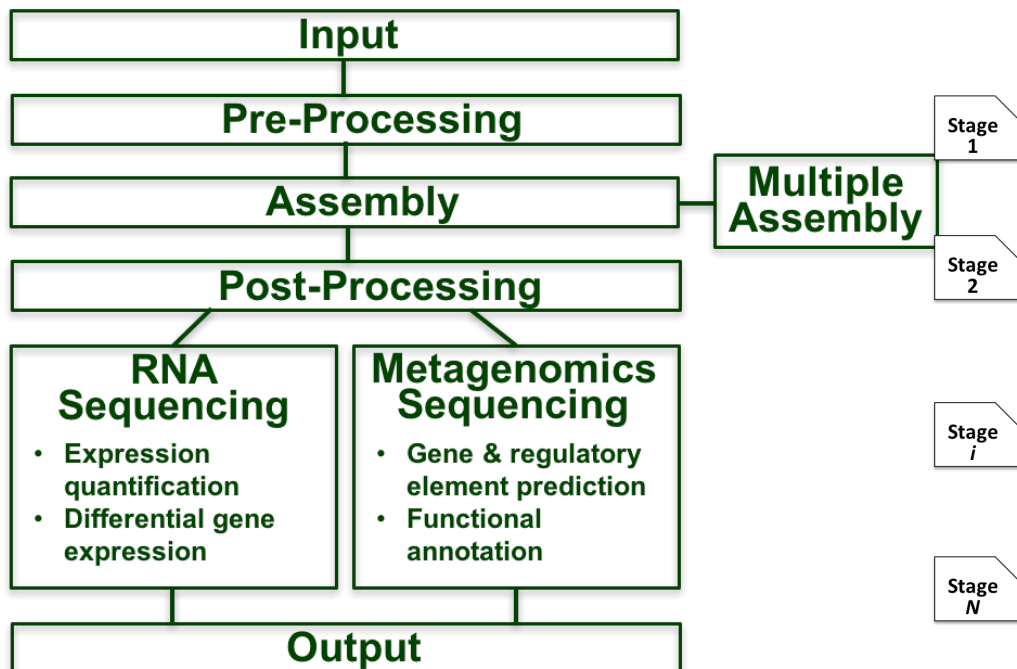 Input
Pre-Processing
Assembly
Multiple
Assembly
Post-Processing
RNA
Sequencing
• Expression
quantification
• Differential gene
expression
Metagenomics
Sequencing
• Gene & regulatory
element prediction
• Functional
annotation
Output
Stage
1
Stage
2
Stage
i
Stage
N